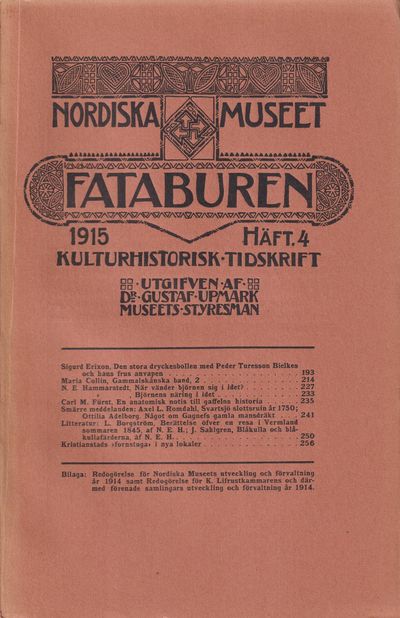 NORDISKA MUSEET
FATABUREN
1915 HÄFT. 4
KULTURHISTORISK · TIDSKRIFT
· UTGIFVEN · AF ·
DR · GUSTAF · UPMARK
MUSEETS · STYRESMAN
Sigurd Erixon, Den stora dryckesbollen med Peder Turesson Bielkes
och hans frus anvapen 193
Maria Collin, Gammalskånska band, 2 214
N. E. Hammarstedt, När vänder björnen sig i idet? 227
„ Björnens näring i idet 233
Carl M. Fürst, En anatomisk notis till gaffelns historia 235
Smärre meddelanden: Axel L. Romdahl, Svartsjö slottsruin år 1750;
Ottilia Adelborg, Något om Gagnefs gamla mansdräkt 241
Litteratur: L. Borgström, Berättelse öfver en resa i Vermland
sommaren 1845, af N. E. H.; J. Sahlgren, Blåkulla och blå-
kullafärderna, af N. E. H. 250
Kristianstads »fornstuga» i nya lokaler 256
Bilaga: Redogörelse för Nordiska Museets utveckling och förvaltning
år 1914 samt Redogörelse för K. Lifrustkammarens och där-
med förenade samlingars utveckling och förvaltning år 1914.